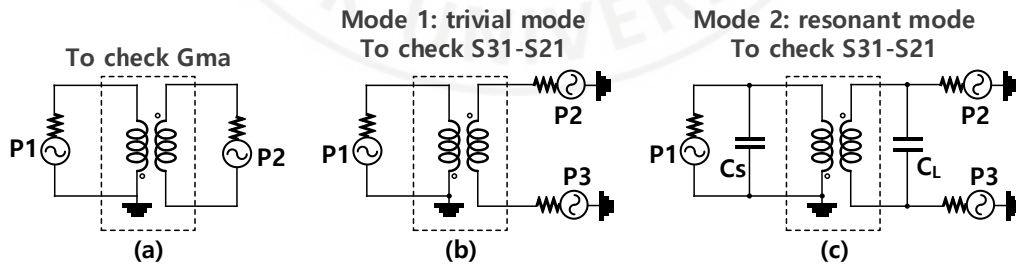 To check Gma
P1
P2
(a)
Mode 1: trivial mode
To check S31-S21
P1
P2
P3
(b)
Mode 2: resonant mode
To check S31-S21
P1
Cs
CL
P2
P3
(c)